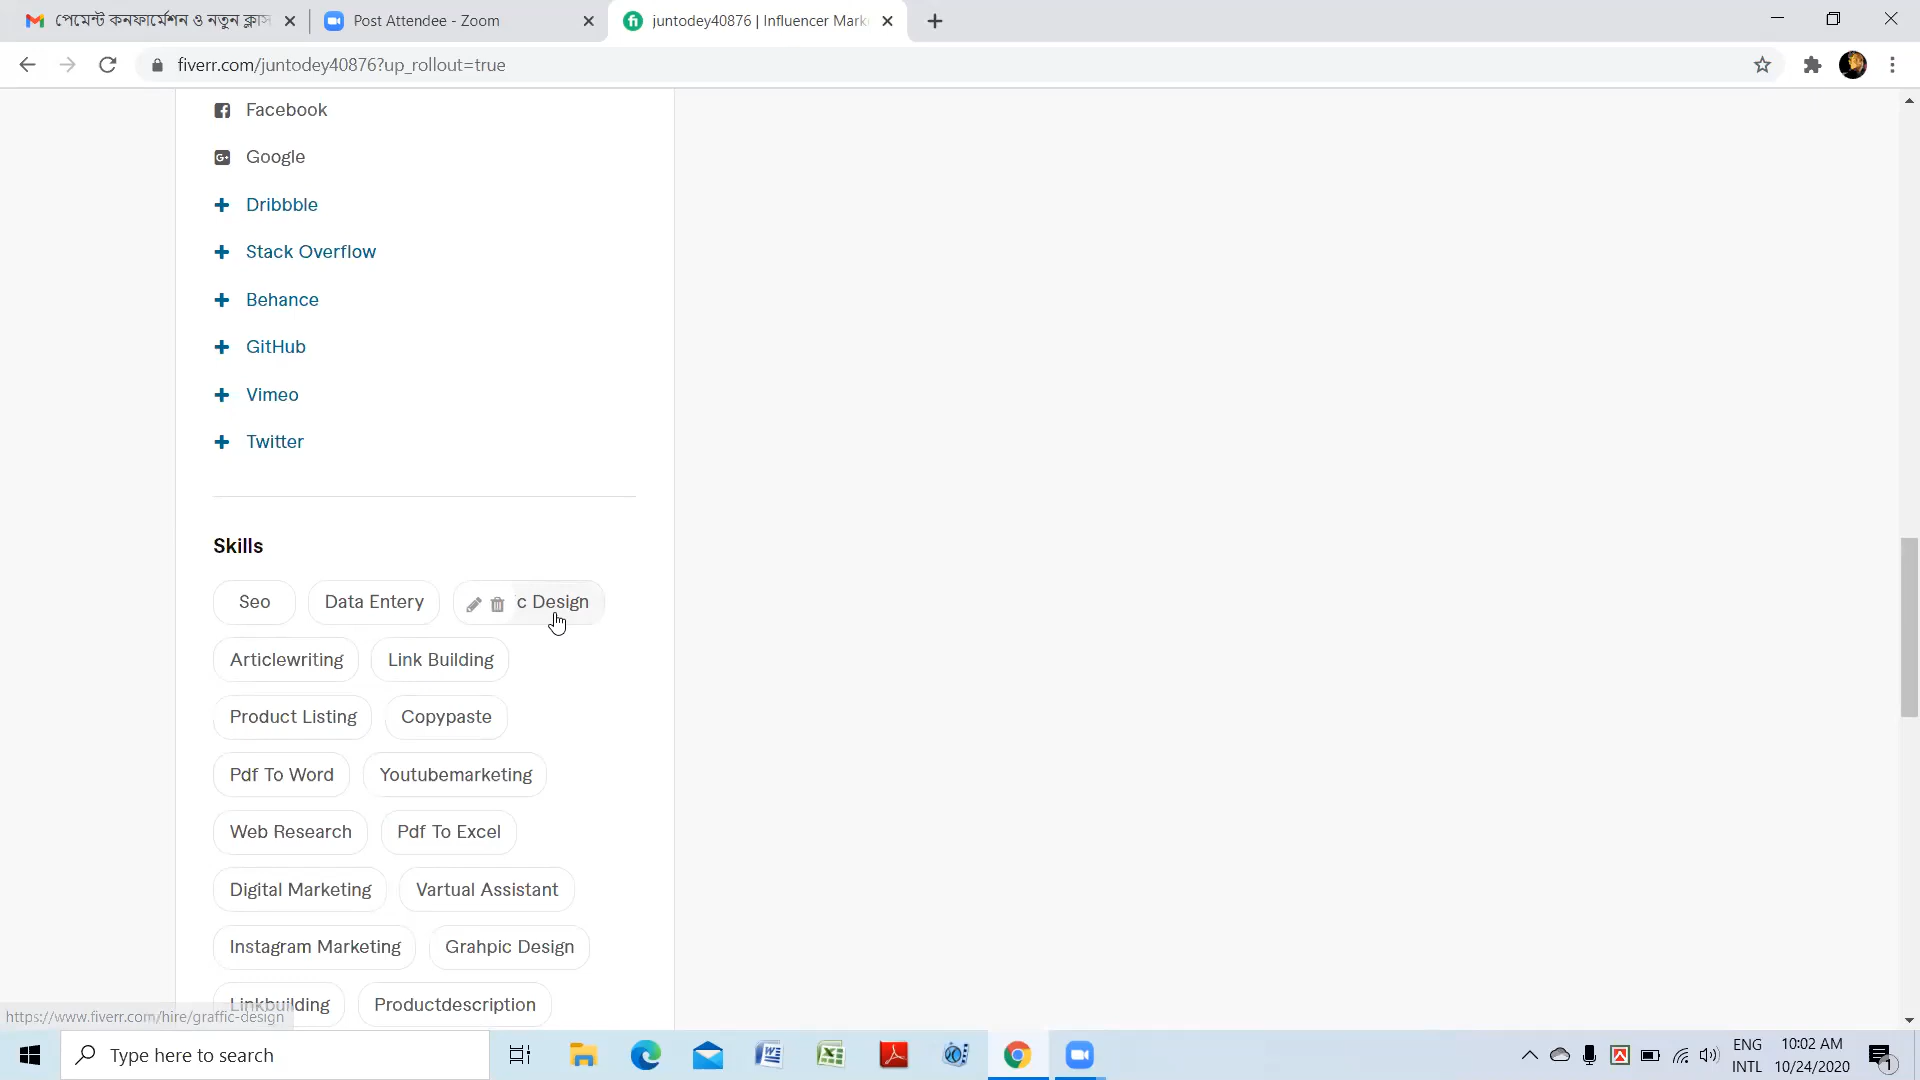 পেমেন্ট কনফার্মেশন ও নতুন ক্লাস
Post Attendee - Zoom
juntodey40876 | Influencer Mark
fiverr.com/juntodey40876?up_rollout=true
Facebook
Google
Dribbble
Stack Overflow
Behance
GitHub
Vimeo
Twitter
Skills
Seo Data Entery c Design
Articlewriting Link Building
Product Listing Copypaste
Pdf To Word Youtubemarketing
Web Research Pdf To Excel
Digital Marketing Vartual Assistant
Instagram Marketing Grahpic Design
Linkbuilding Productdescription
https://www.fiverr.com/hire/graffic-design
Type here to search
ENG 10:02 AM
INTL 10/24/2020
1